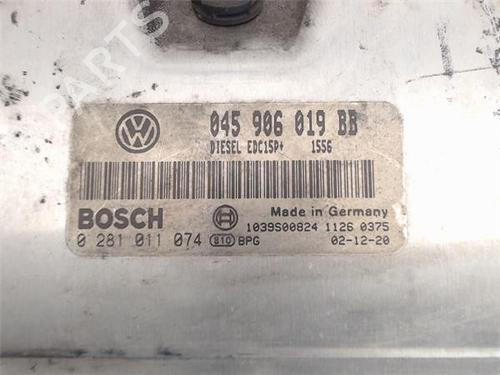 045 906 019 BB
DIESEL EDC15P+ 1556
BOSCH
Made in Germany
1039S00824 1126 0375
0 281 011 074 810 BPG 02-12-20